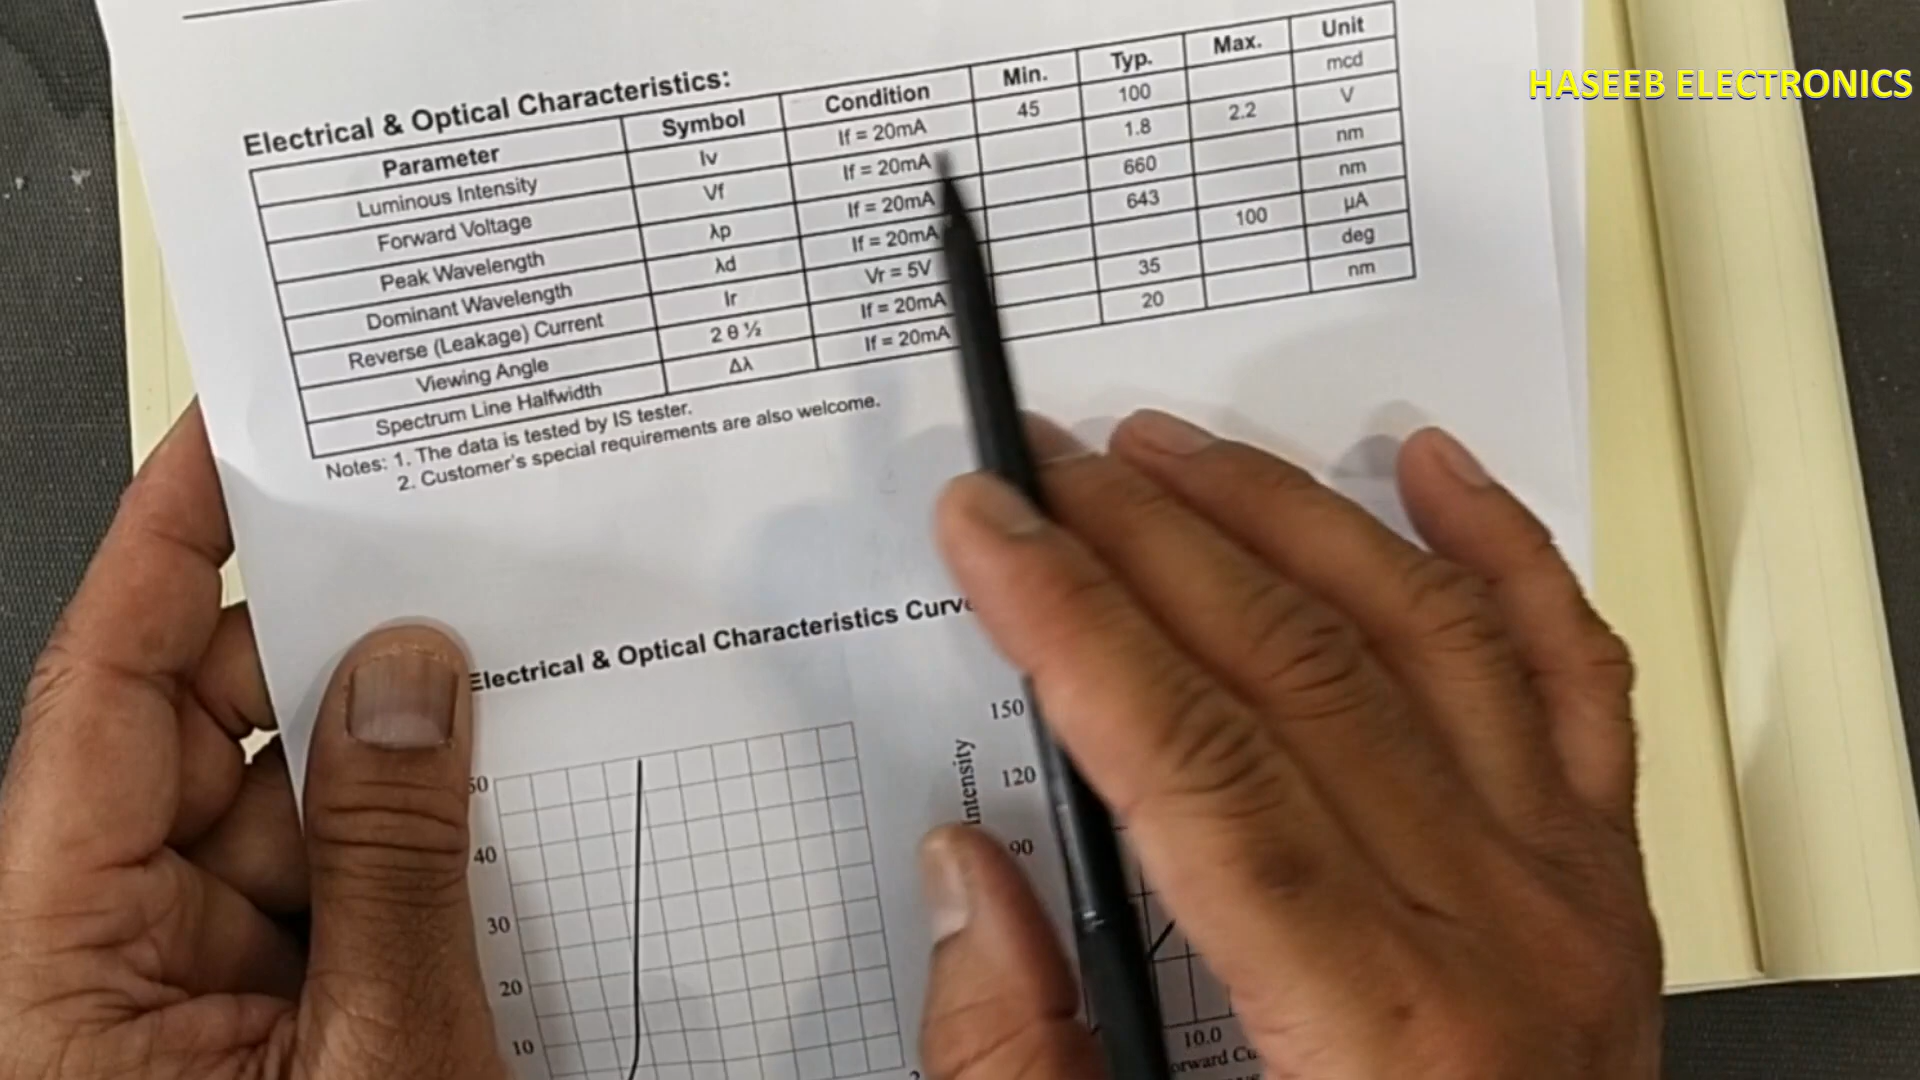 HASEEB ELECTRONICS
Electrical & Optical Characteristics:
Parameter Symbol Condition Min. Typ. Max. Unit
Luminous Intensity Iv If = 20mA 45 100 mcd
Forward Voltage Vf If = 20mA 1.8 2.2 V
Peak Wavelength λp If = 20mA 660 nm
Dominant Wavelength λd If = 20mA 643 nm
Reverse (Leakage) Current Ir Vr = 5V 100 µA
Viewing Angle 2 θ ½ If = 20mA 35 deg
Spectrum Line Halfwidth Δλ If = 20mA 20 nm
Notes: 1. The data is tested by IS tester.
2. Customer's special requirements are also welcome.
Electrical & Optical Characteristics
50
40
30
20
10
Intensity
150
120
90
10.0